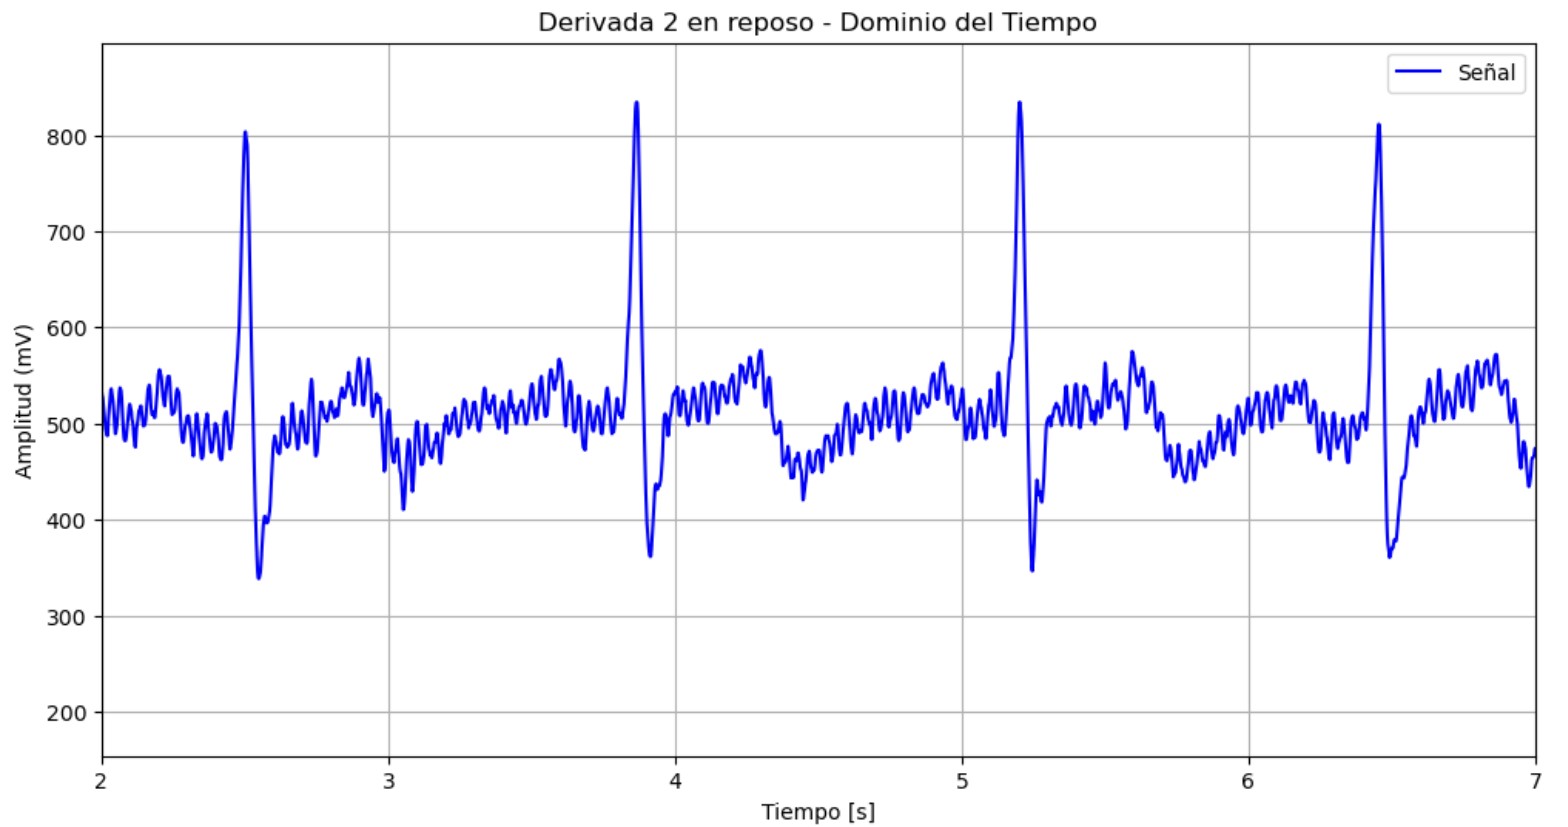 Derivada 2 en reposo - Dominio del Tiempo
Señal
Amplitud (mV)
800
700
600
500
400
300
200
2 3 4 5 6 7
Tiempo [s]